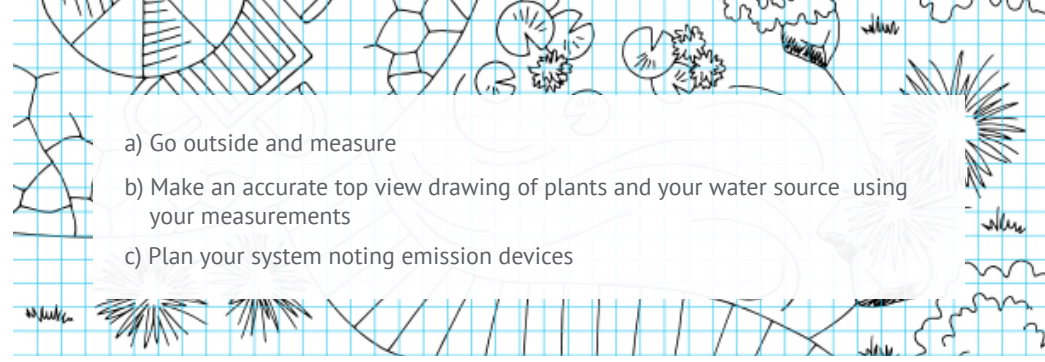 a) Go outside and measure
b) Make an accurate top view drawing of plants and your water source  using
your measurements
c) Plan your system noting emission devices